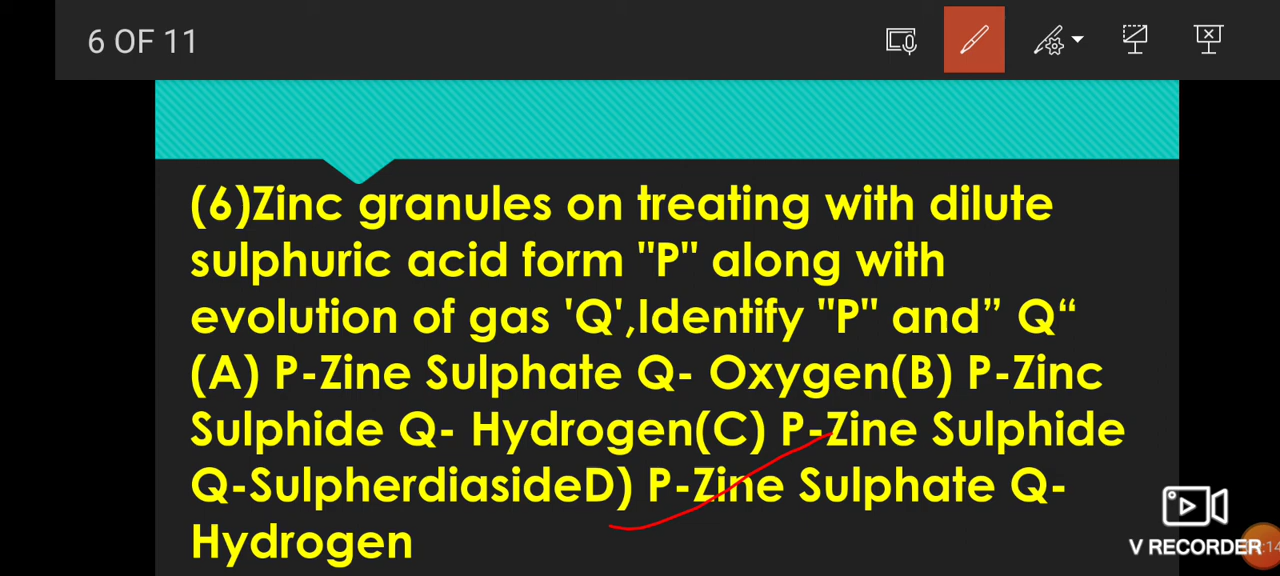 6 OF 11
(6)Zinc granules on treating with dilute
sulphuric acid form "P" along with
evolution of gas 'Q',Identify "P" and” Q“
(A) P-Zine Sulphate Q- Oxygen(B) P-Zinc
Sulphide Q- Hydrogen(C) P-Zine Sulphide
Q-SulpherdiasideD) P-Zine Sulphate Q-
Hydrogen
V RECORDER
:14